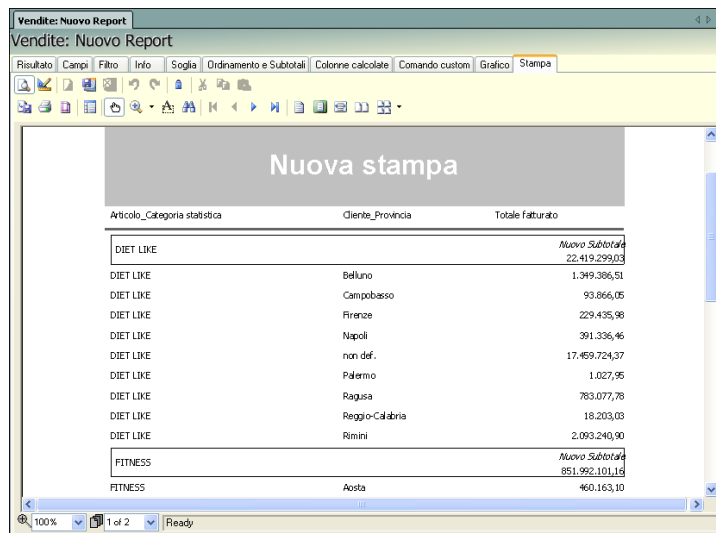 Vendite: Nuovo Report
Vendite: Nuovo Report
Risultato Campi Filtro Info Soglia Ordinamento e Subtotali Colonne calcolate Comando custom Grafico Stampa
Nuova stampa
Articolo_Categoria statistica Cliente_Provincia Totale fatturato
DIET LIKE Nuovo Subtotale
22.419.299,03
DIET LIKE Belluno 1.349.386,51
DIET LIKE Campobasso 93.866,05
DIET LIKE Firenze 229.435,98
DIET LIKE Napoli 391.336,46
DIET LIKE non def. 17.459.724,37
DIET LIKE Palermo 1.027,95
DIET LIKE Ragusa 783.077,78
DIET LIKE Reggio-Calabria 18.203,03
DIET LIKE Rimini 2.093.240,90
FITNESS Nuovo Subtotale
851.992.101,16
FITNESS Aosta 460.163,10
100% 1 of 2 Ready